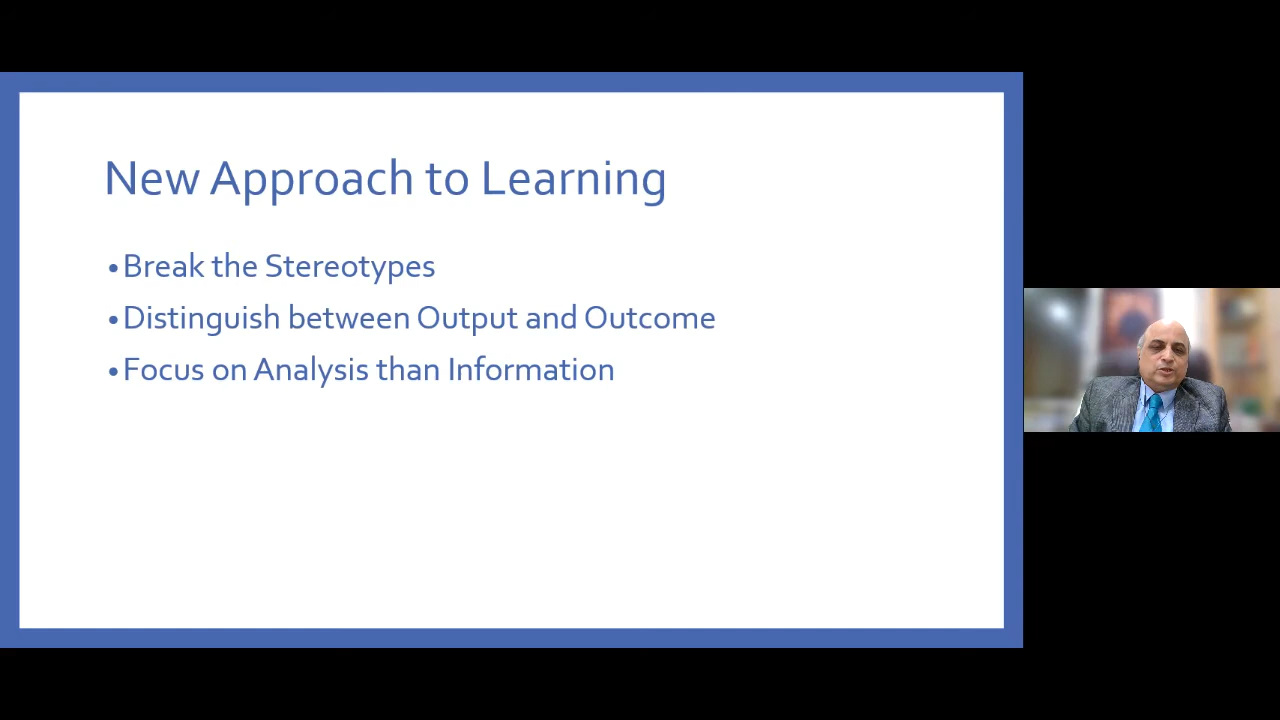 New Approach to Learning
•Break the Stereotypes
•Distinguish between Output and Outcome
•Focus on Analysis than Information